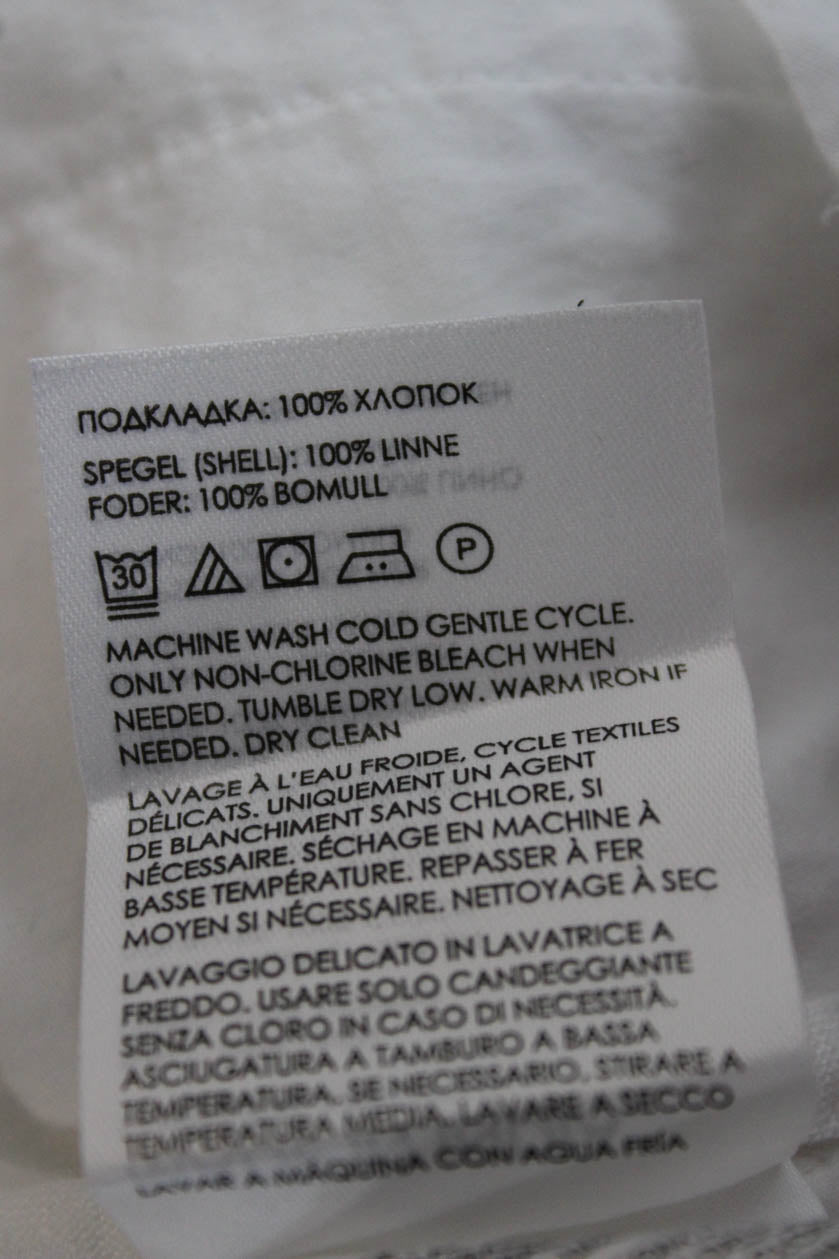 ПОДКЛАДКА: 100% ХЛОПОК
SPEGEL (SHELL): 100% LINNE
FODER: 100% BOMULL
30
P
MACHINE WASH COLD GENTLE CYCLE.
ONLY NON-CHLORINE BLEACH WHEN
NEEDED. TUMBLE DRY LOW. WARM IRON IF
NEEDED. DRY CLEAN
LAVAGE À L'EAU FROIDE, CYCLE TEXTILES
DÉLICATS. UNIQUEMENT UN AGENT
DE BLANCHIMENT SANS CHLORE, SI
NÉCESSAIRE. SÉCHAGE EN MACHINE À
BASSE TEMPÉRATURE. REPASSER À FER
MOYEN SI NÉCESSAIRE. NETTOYAGE À SEC
LAVAGGIO DELICATO IN LAVATRICE A
FREDDO. USARE SOLO CANDEGGIANTE
SENZA CLORO IN CASO DI NECESSITÀ.
ASCIUGATURA A TAMBURO A BASSA
TEMPERATURA. SE NECESSARIO, STIRARE A
TEMPERATURA MEDIA. LAVARE A SECCO
LAVAR A MÁQUINA CON AQUA FRÍA